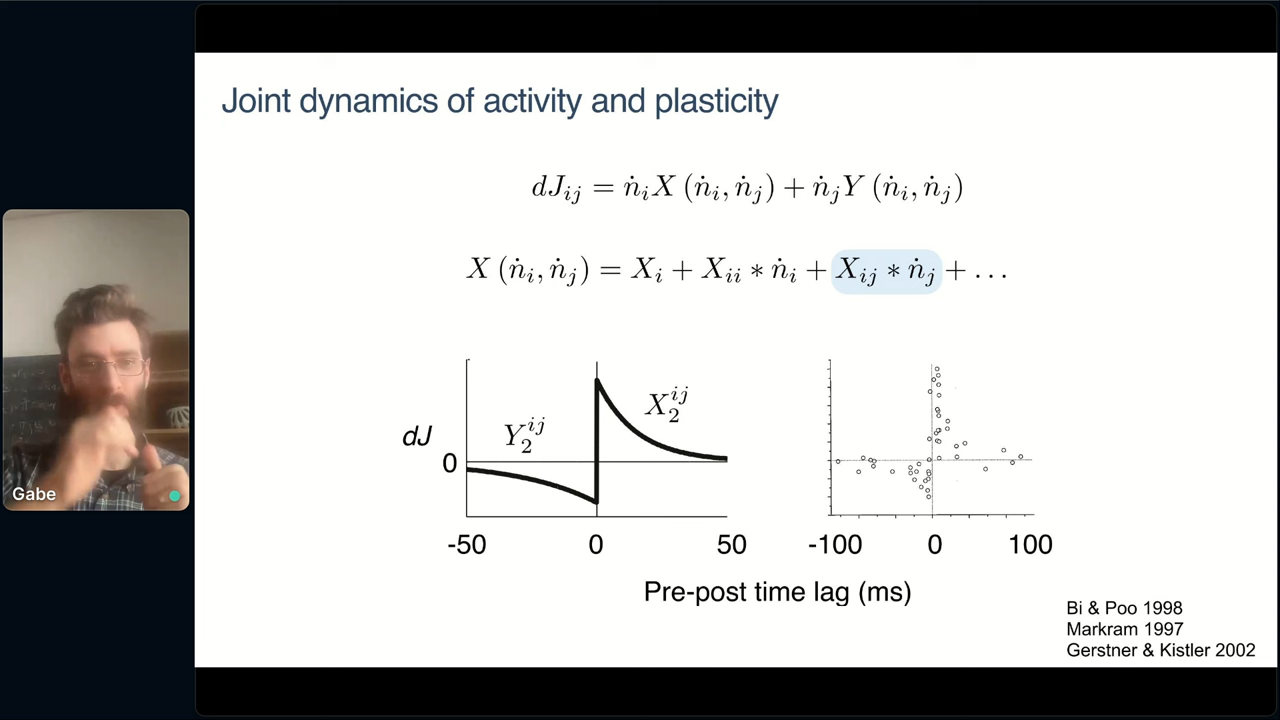 Joint dynamics of activity and plasticity
dJ_{ij} = ṅ_i X (ṅ_i, ṅ_j) + ṅ_j Y (ṅ_i, ṅ_j)
X (ṅ_i, ṅ_j) = X_i + X_{ii} * ṅ_i + X_{ij} * ṅ_j + ...
dJ
0
Y_2^{ij}
X_2^{ij}
-50 0 50
-100 0 100
Pre-post time lag (ms)
Bi & Poo 1998
Markram 1997
Gerstner & Kistler 2002
Gabe